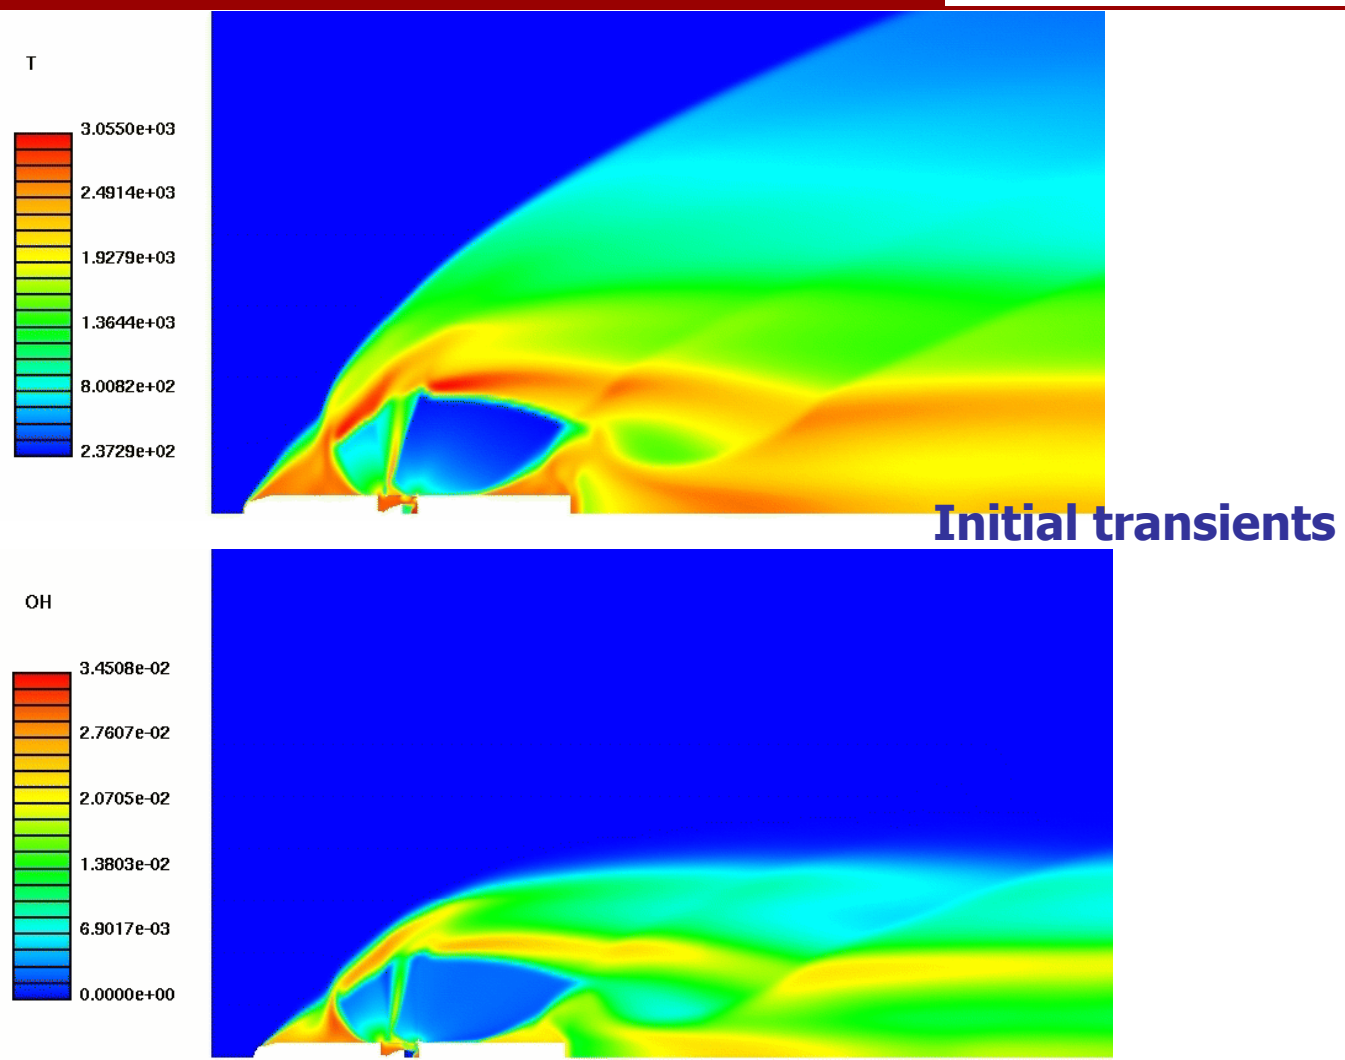 T
3.0550e+03
2.4914e+03
1.9279e+03
1.3644e+03
8.0082e+02
2.3729e+02
Initial transients
OH
3.4508e-02
2.7607e-02
2.0705e-02
1.3803e-02
6.9017e-03
0.0000e+00